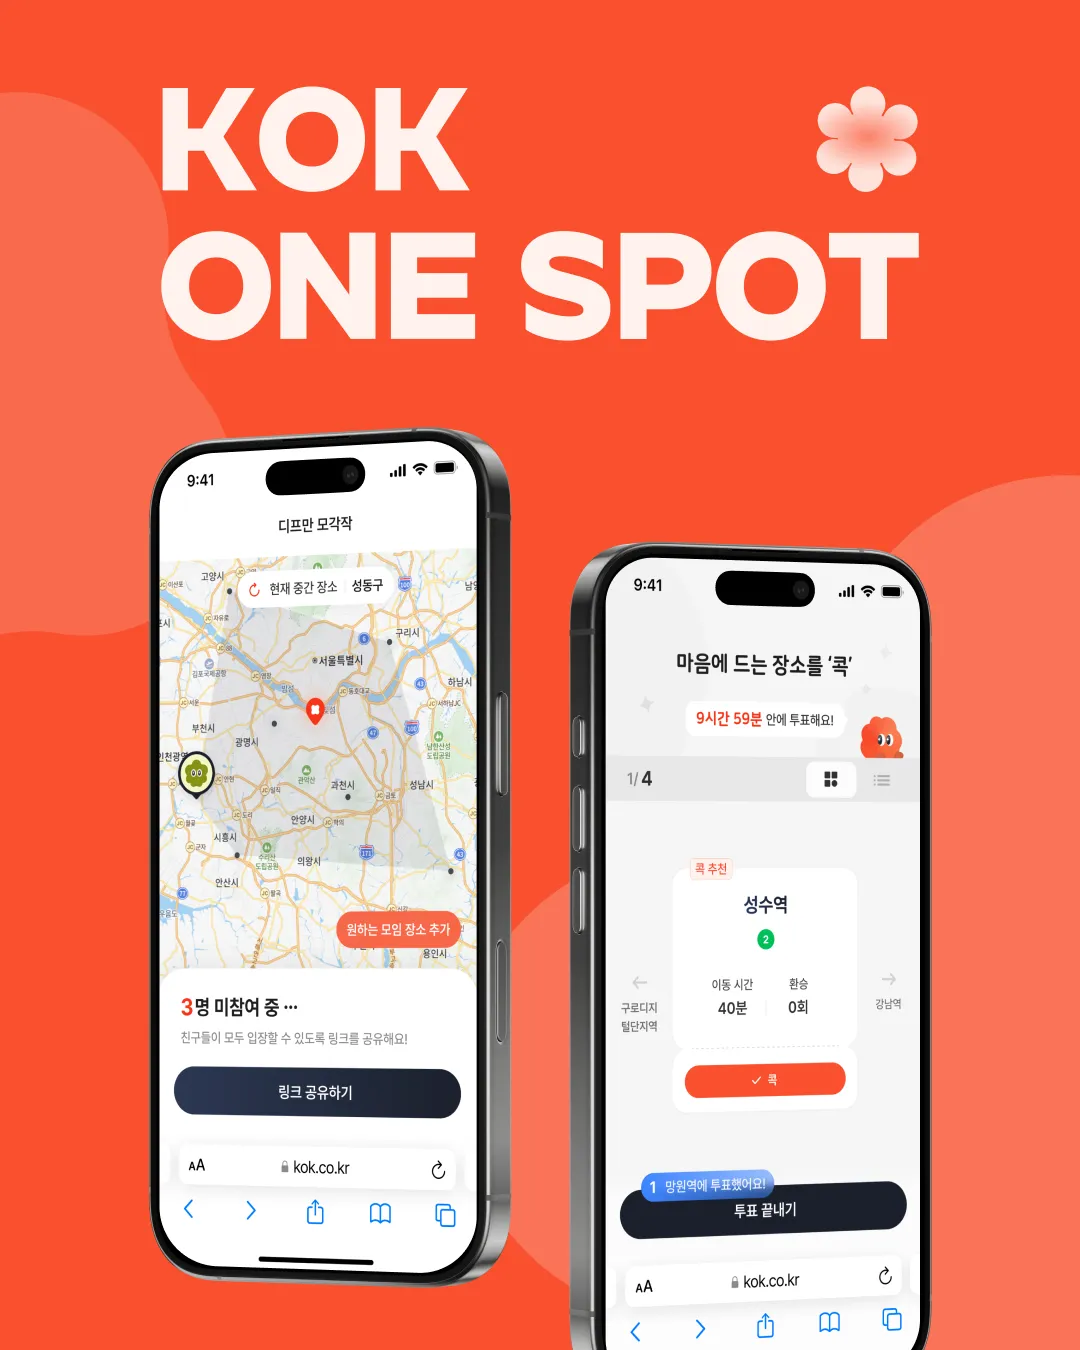 KOK
ONE SPOT
9:41
디프만 모각작
현재 중간 장소 성동구
고양시
구리시
서울특별시
하남시
부천시
광명시
과천시
성남시
안양시
시흥시
의왕시
안산시
용인시
원하는 모임 장소 추가
3명 미참여 중 ···
친구들이 모두 입장할 수 있도록 링크를 공유해요!
링크 공유하기
AA kok.co.kr
9:41
마음에 드는 장소를 ‘콕’
9시간 59분 안에 투표해요!
1/4
콕 추천
성수역
2
이동 시간 환승
40분 0회
구로디지
털단지역
강남역
콕
1 망원역에 투표했어요!
투표 끝내기
AA kok.co.kr